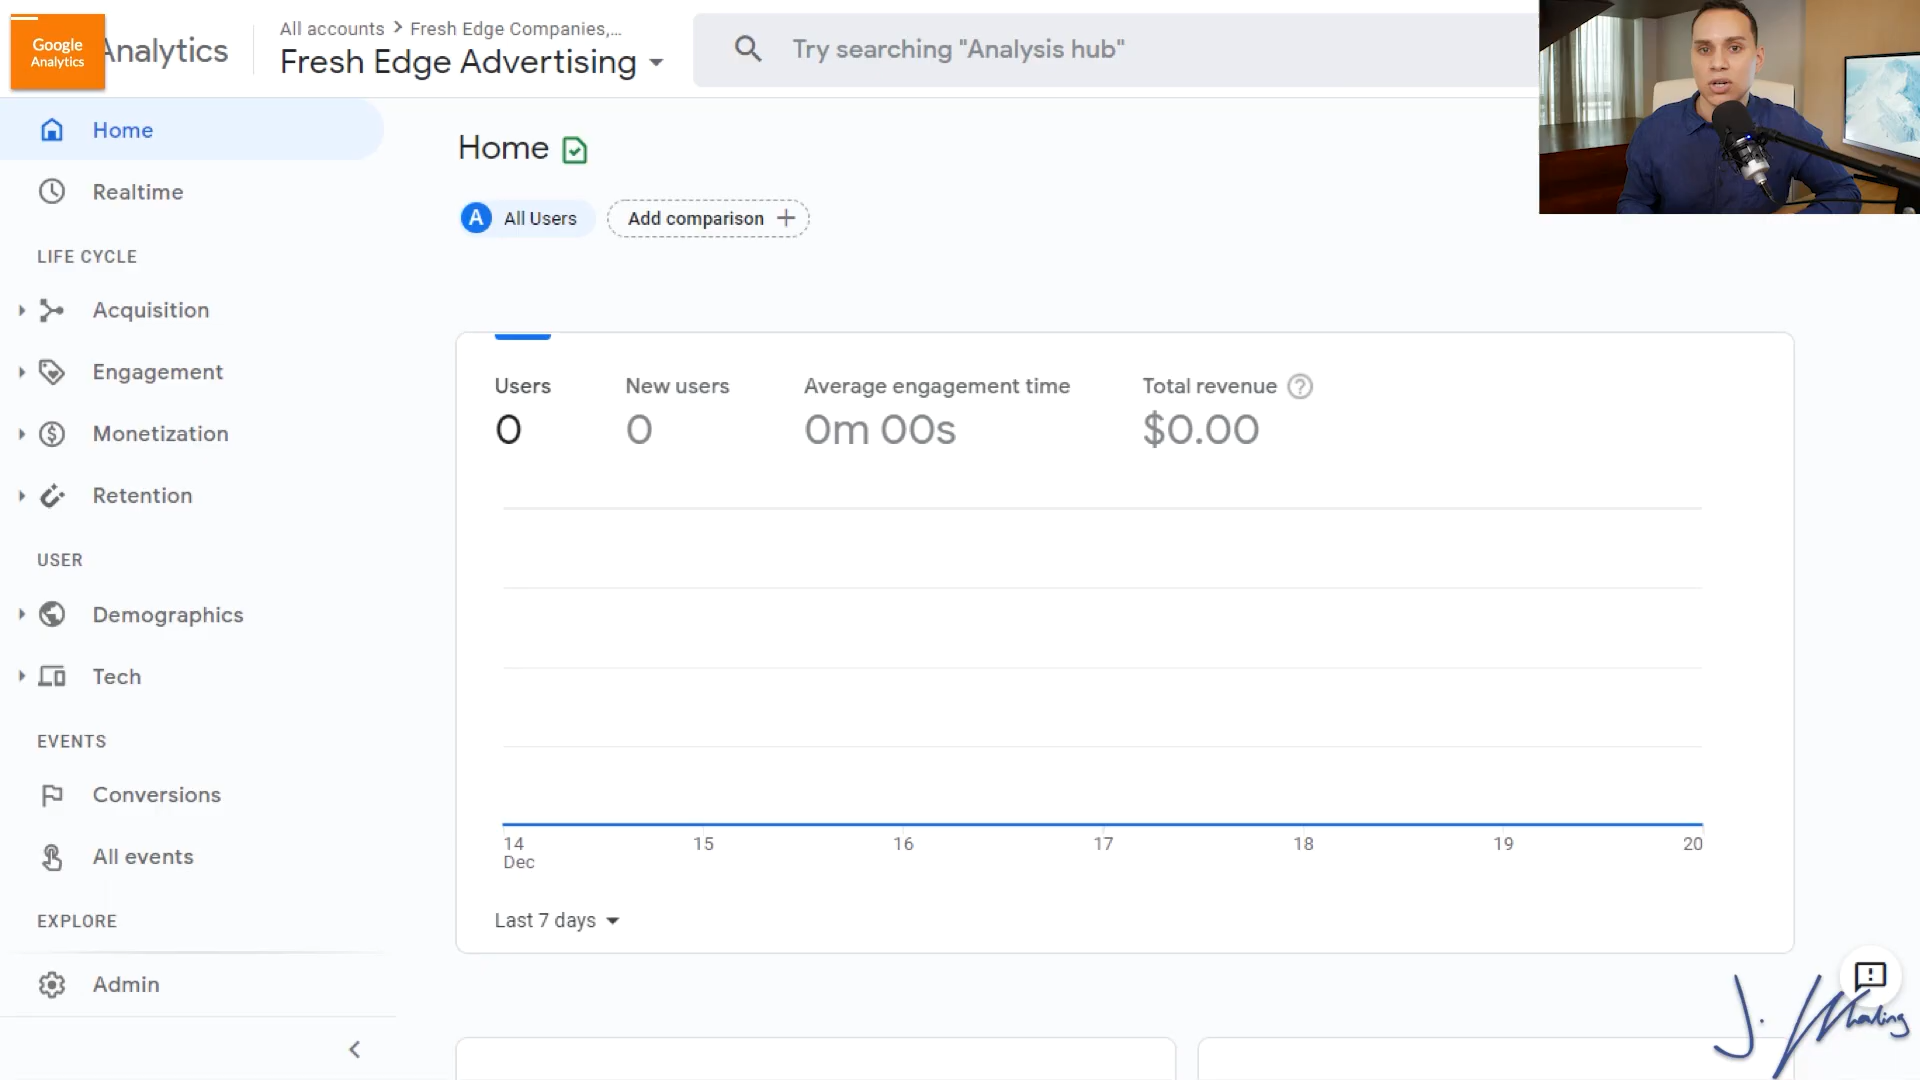 Google
Analytics
Analytics
All accounts > Fresh Edge Companies,...
Fresh Edge Advertising
Try searching "Analysis hub"
Home
Realtime
LIFE CYCLE
Acquisition
Engagement
Monetization
Retention
USER
Demographics
Tech
EVENTS
Conversions
All events
EXPLORE
Admin
Home
A All Users
Add comparison +
Users
0
New users
0
Average engagement time
0m 00s
Total revenue ?
$0.00
14 15 16 17 18 19 20
Dec
Last 7 days